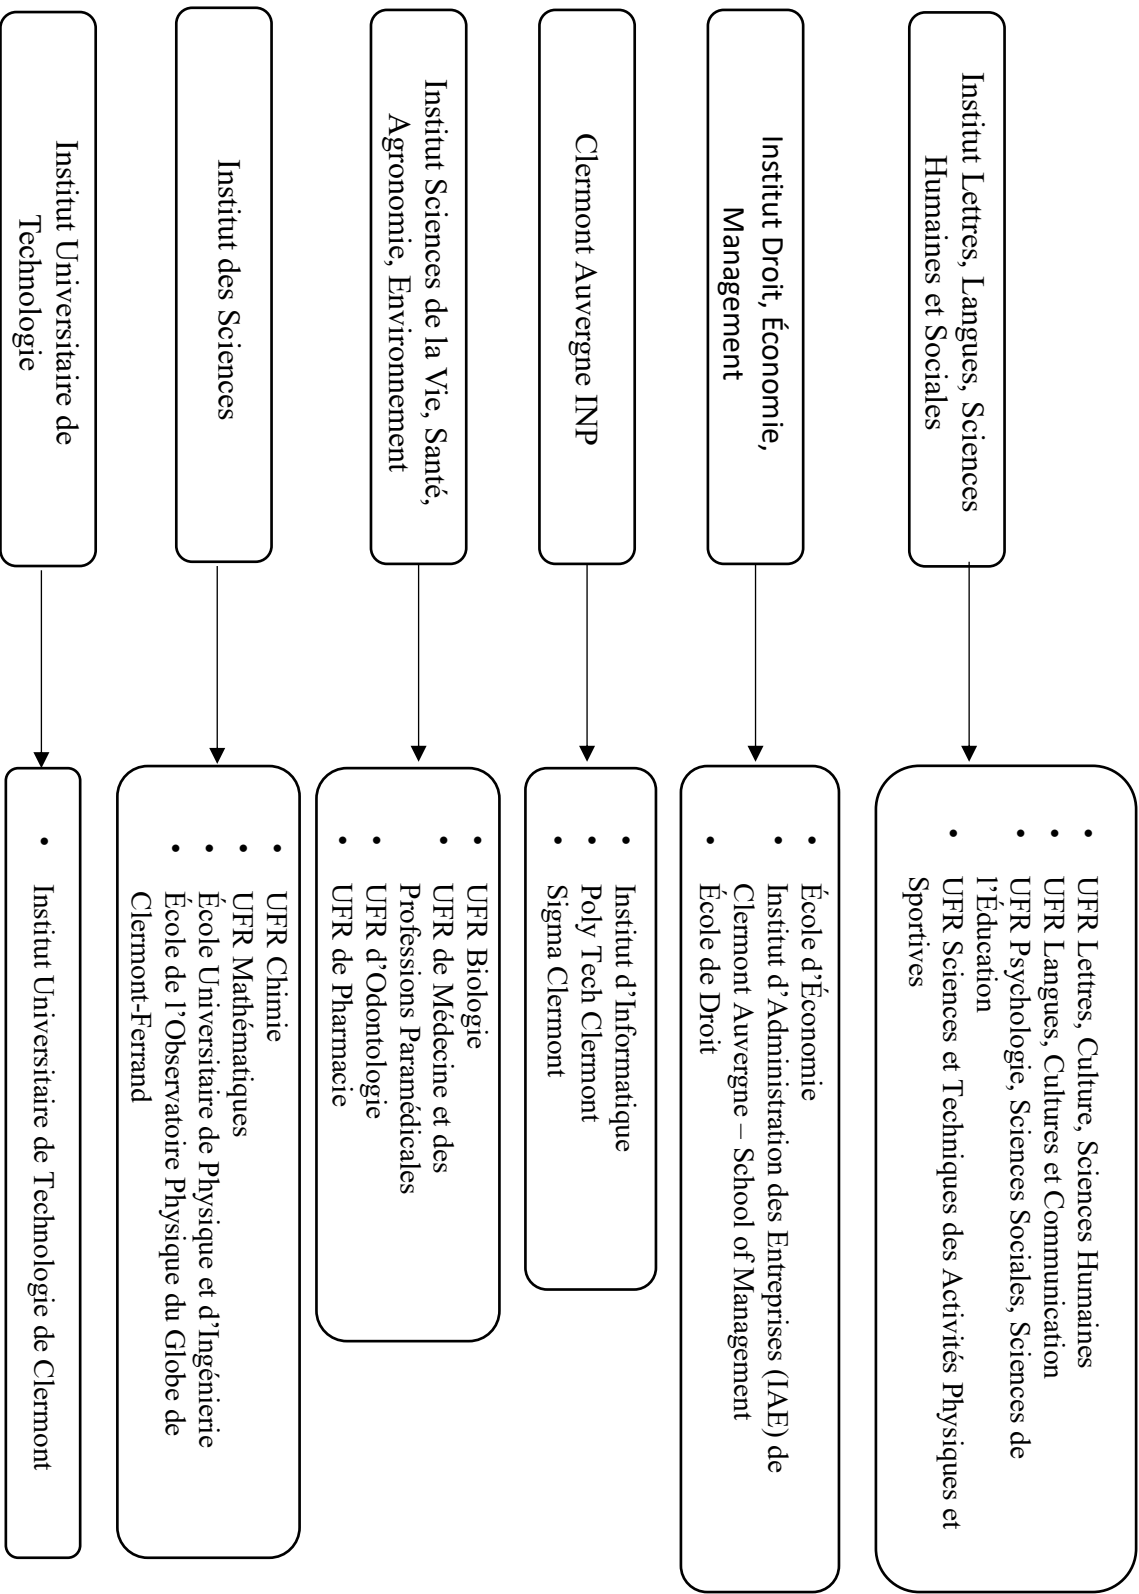 Institut Lettres, Langues, Sciences
Humaines et Sociales
• UFR Lettres, Culture, Sciences Humaines
• UFR Langues, Cultures et Communication
• UFR Psychologie, Sciences Sociales, Sciences de
l’Éducation
• UFR Sciences et Techniques des Activités Physiques et
Sportives
Institut Droit, Économie,
Management
• École d’Économie
• Institut d’Administration des Entreprises (IAE) de
Clermont Auvergne – School of Management
• École de Droit
Clermont Auvergne INP
• Institut d’Informatique
• Poly Tech Clermont
• Sigma Clermont
Institut Sciences de la Vie, Santé,
Agronomie, Environnement
• UFR Biologie
• UFR de Médecine et des
Professions Paramédicales
• UFR d’Odontologie
• UFR de Pharmacie
Institut des Sciences
• UFR Chimie
• UFR Mathématiques
• École Universitaire de Physique et d’Ingénierie
• École de l’Observatoire Physique du Globe de
Clermont-Ferrand
Institut Universitaire de
Technologie
• Institut Universitaire de Technologie de Clermont